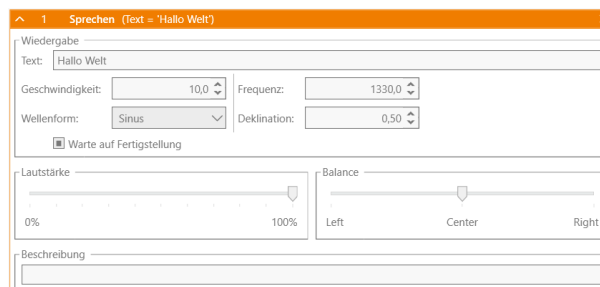 1 Sprechen (Text = 'Hallo Welt')
Wiedergabe
Text: Hallo Welt
Geschwindigkeit: 10,0 Frequenz: 1330,0
Wellenform: Sinus Deklination: 0,50
Warte auf Fertigstellung
Lautstärke Balance
0% 100% Left Center Right
Beschreibung